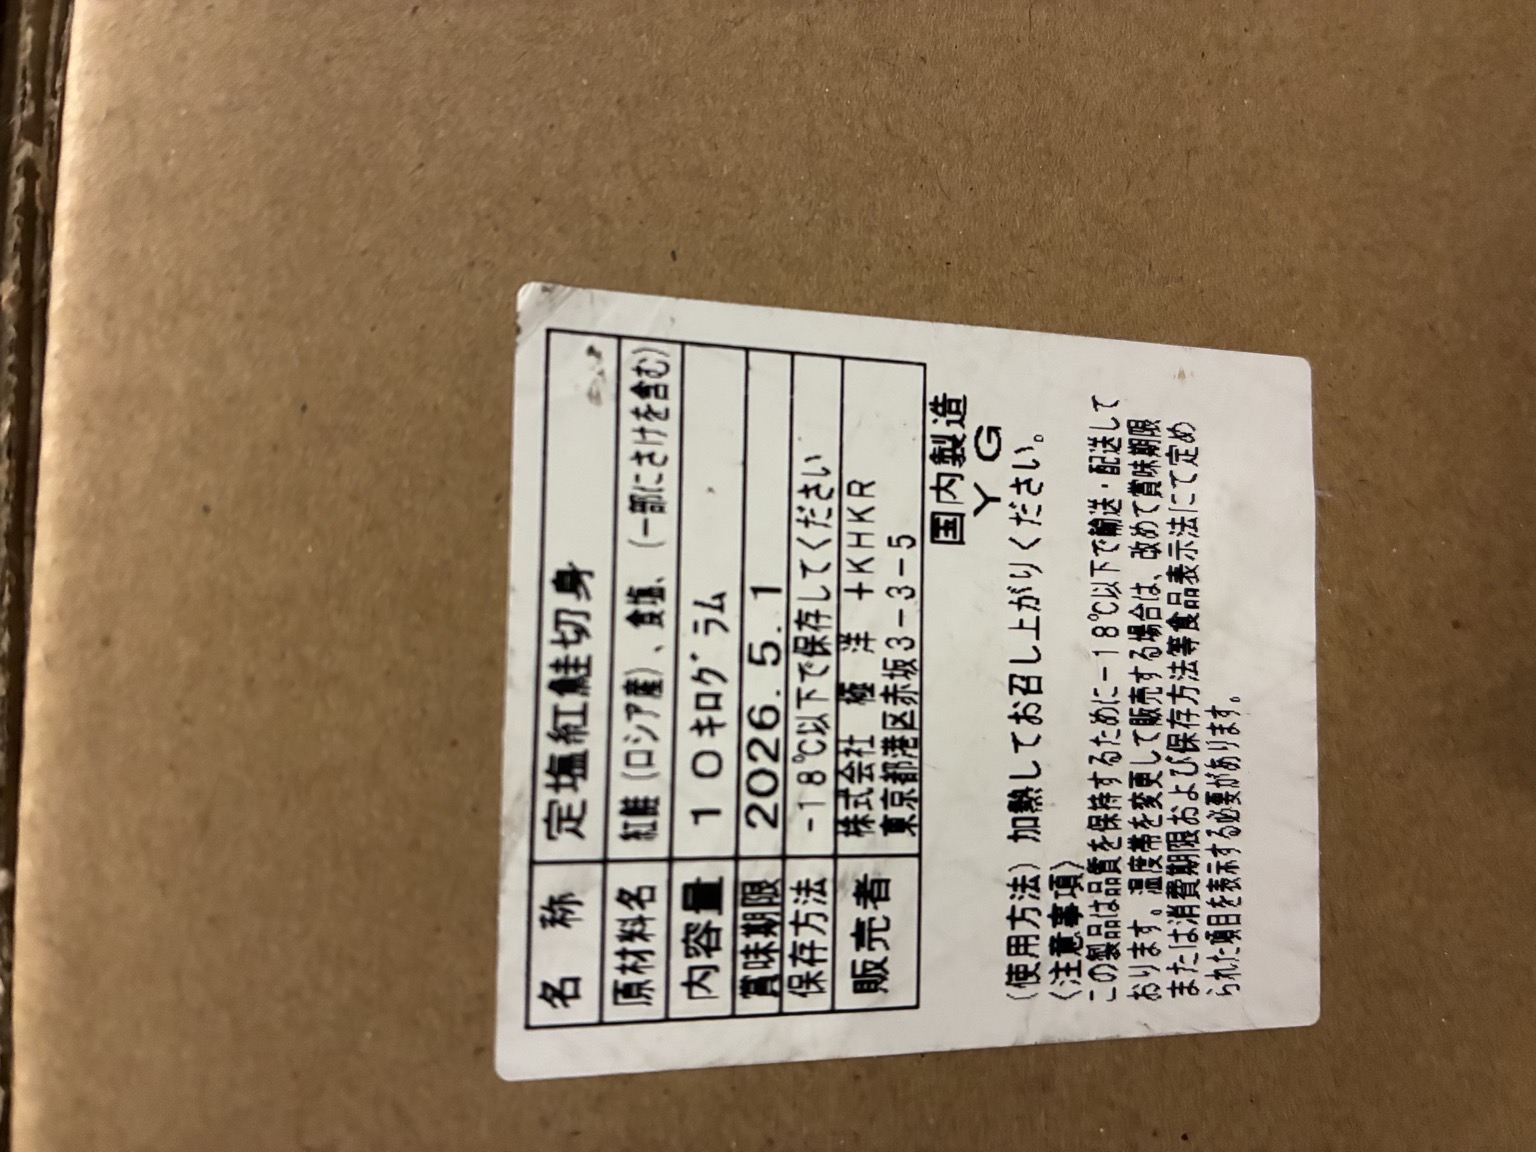 名 称 定塩紅鮭切身
原材料名 紅鮭(ロシア産)、食塩、(一部にさけを含む)
内容量 10キログラム
賞味期限 2026.5.1
保存方法 -18℃以下で保存してください
販売者 株式会社 極 洋 +KHKR
東京都港区赤坂3-3-5
国内製造
YG
(使用方法)加熱してお召し上がりください。
<注意事項>
この製品は品質を保持するために-18℃以下で輸送・配送して
おります。温度帯を変更して販売する場合は、改めて賞味期限
または消費期限および保存方法等食品表示法にて定め
られた項目を表示する必要があります。